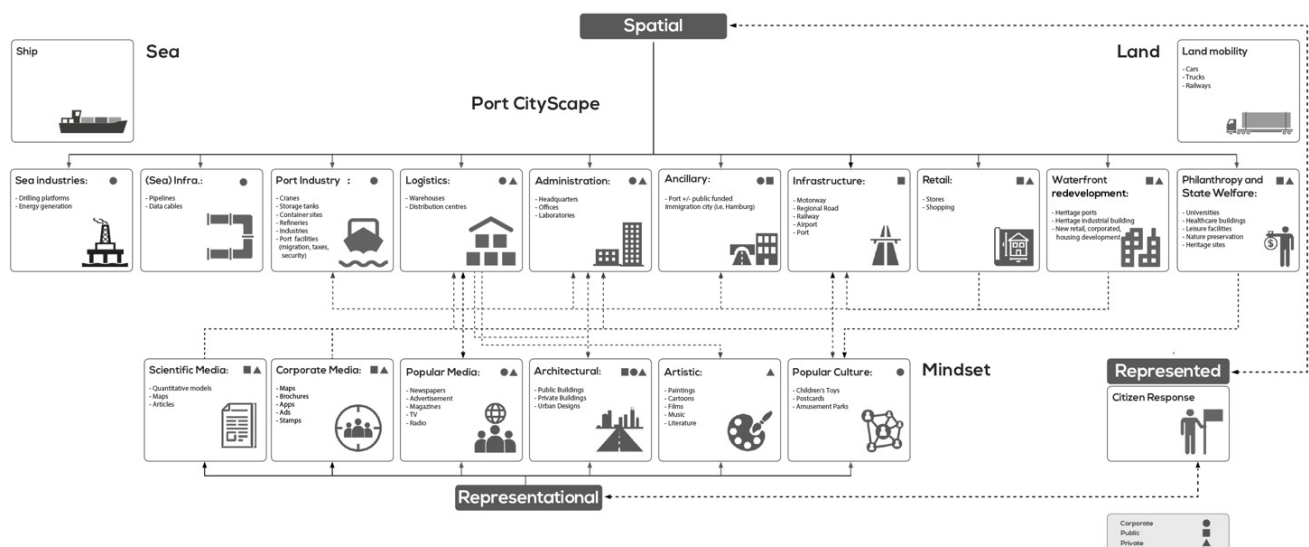 Spatial
Ship
Sea
Land
Land mobility
- Cars
- Trucks
- Railways
Port CityScape
Sea industries:
- Drilling platforms
- Energy generation
(Sea) Infra.:
- Pipelines
- Data cables
Port Industry :
- Cranes
- Storage tanks
- Container sites
- Refineries
- Industries
- Port facilities
(migration, taxes,
security)
Logistics:
- Warehouses
- Distribution centres
Administration:
- Headquarters
- Offices
- Laboratories
Ancillary:
- Port +/- public funded
Immigration city (i.e. Hamburg)
Infrastructure:
- Motorway
- Regional Road
- Railway
- Airport
- Port
Retail:
- Stores
- Shopping
Waterfront
redevelopment:
- Heritage ports
- Heritage industrial building
- New retail, corporated,
housing development
Philanthropy and
State Welfare:
- Universities
- Healthcare buildings
- Leisure facilities
- Nature preservation
- Heritage sites
$
Scientific Media:
- Quantitative models
- Maps
- Articles
Corporate Media:
- Maps
- Brochures
- Apps
- Ads
- Stamps
Popular Media:
- Newspapers
- Advertisement
- Magazines
- TV
- Radio
Architectural:
- Public Buildings
- Private Buildings
- Urban Designs
Artistic:
- Paintings
- Cartoons
- Films
- Music
- Literature
Popular Culture:
- Children's Toys
- Postcards
- Amusement Parks
Mindset
Represented
Citizen Response
Representational
Corporate
Public
Private